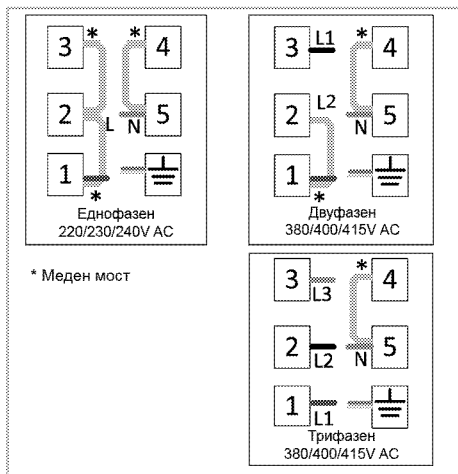 3 * * 4
2 L N 5
1 *
Еднофазен
220/230/240V AC
3 L1 * 4
2 L2 N 5
1 *
Двуфазен
380/400/415V AC
* Меден мост
3 L3 * 4
2 L2 N 5
1 L1
Трифазен
380/400/415V AC